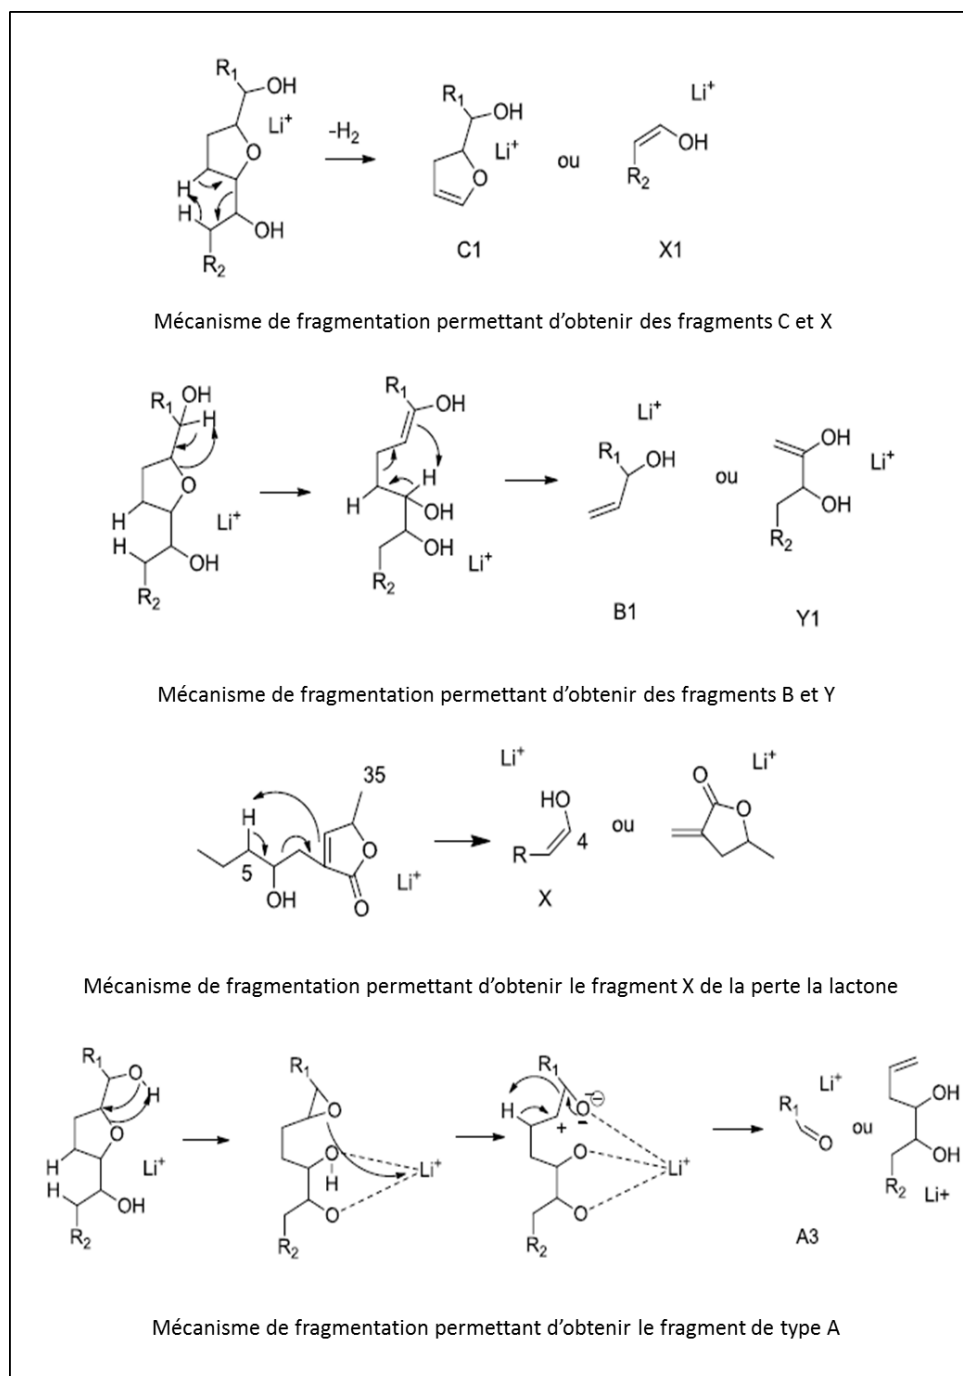 R1
OH
Li+
O
H
H
OH
R2
-H2
R1
OH
Li+
O
C1
ou
Li+
OH
R2
X1
Mécanisme de fragmentation permettant d'obtenir des fragments C et X
OH
R1
H
O
H
Li+
H
OH
R2
R1
OH
H
H
OH
OH
Li+
R2
Li+
R1
OH
B1
ou
OH
Li+
OH
R2
Y1
Mécanisme de fragmentation permettant d'obtenir des fragments B et Y
35
H
O
5
Li+
OH
O
Li+
HO
4
R
X
ou
Li+
O
O
Mécanisme de fragmentation permettant d'obtenir le fragment X de la perte la lactone
R1
O
H
O
H
Li+
H
OH
R2
R1
O
O
H
Li+
O
R2
R1
H
O
-
+
O
Li+
O
R2
Li+
R1
O
A3
ou
OH
OH
R2
Li+
Mécanisme de fragmentation permettant d'obtenir le fragment de type A